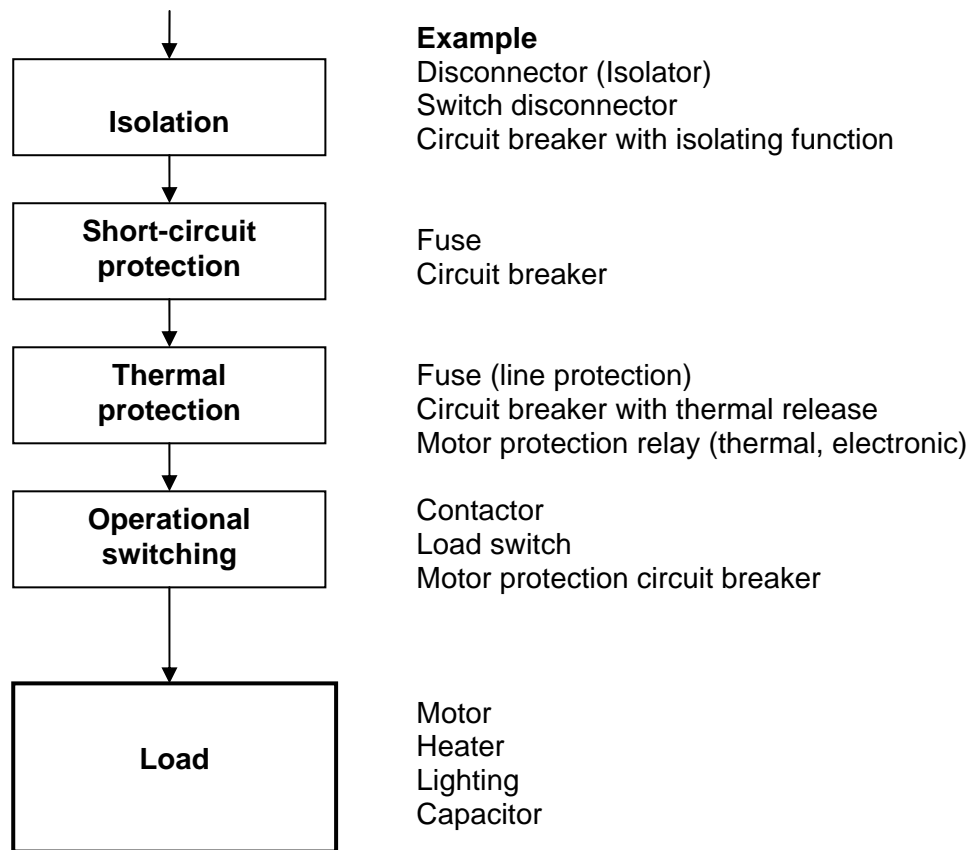 Example
Disconnector (Isolator)
Switch disconnector
Circuit breaker with isolating function
Isolation
Short-circuit
protection
Fuse
Circuit breaker
Thermal
protection
Fuse (line protection)
Circuit breaker with thermal release
Motor protection relay (thermal, electronic)
Operational
switching
Contactor
Load switch
Motor protection circuit breaker
Load
Motor
Heater
Lighting
Capacitor